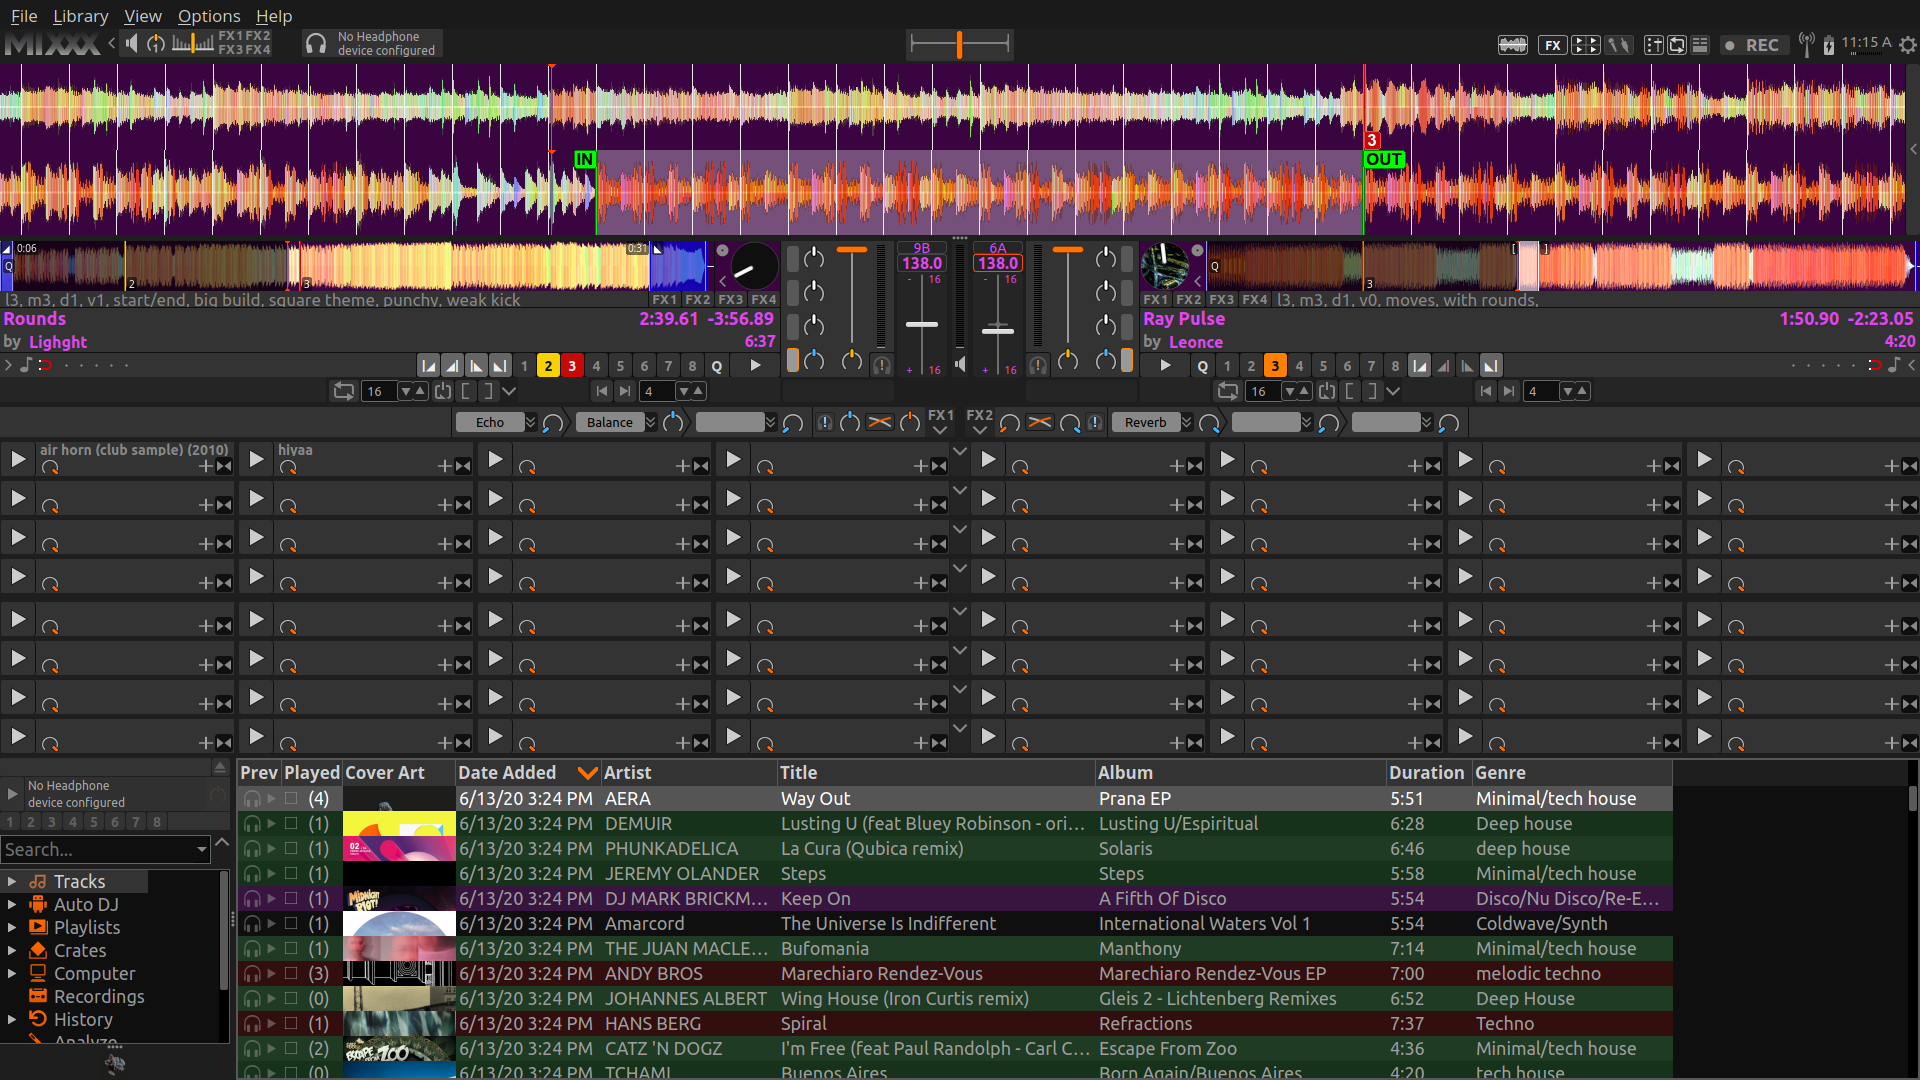 File Library View Options Help
MIXXX FX1 FX2 FX3 FX4 No Headphone device configured FX REC 11:15 A
3
IN OUT
0:06 0:31 9B 6A
Q 2 3 138.0 138.0 Q 3 [ ]
- 16 - 16
l3, m3, d1, v1, start/end, big build, square theme, punchy, weak kick FX1 FX2 FX3 FX4 FX1 FX2 FX3 FX4 l3, m3, d1, v0, moves, with rounds,
Rounds 2:39.61 -3:56.89 Ray Pulse 1:50.90 -2:23.05
by Lighght 6:37 by Leonce 4:20
1 2 3 4 5 6 7 8 Q + 16 + 16 Q 1 2 3 4 5 6 7 8
16 [ ] 4 16 [ ] 4
Echo Balance FX1 FX2 Reverb
air horn (club sample) (2010) hiyaa
No Headphone
device configured
1 2 3 4 5 6 7 8
Search...
Tracks
Auto DJ
Playlists
Crates
Computer
Recordings
History
Analyze
Prev Played Cover Art Date Added Artist Title Album Duration Genre
(4) 6/13/20 3:24 PM AERA Way Out Prana EP 5:51 Minimal/tech house
(1) 6/13/20 3:24 PM DEMUIR Lusting U (feat Bluey Robinson - ori... Lusting U/Espiritual 6:28 Deep house
(1) 02 6/13/20 3:24 PM PHUNKADELICA La Cura (Qubica remix) Solaris 6:46 deep house
(1) 6/13/20 3:24 PM JEREMY OLANDER Steps Steps 5:58 Minimal/tech house
(1) MIDNIGHT RIOT! 6/13/20 3:24 PM DJ MARK BRICKM... Keep On A Fifth Of Disco 5:54 Disco/Nu Disco/Re-E...
(1) 6/13/20 3:24 PM Amarcord The Universe Is Indifferent International Waters Vol 1 5:54 Coldwave/Synth
(1) 6/13/20 3:24 PM THE JUAN MACLE... Bufomania Manthony 7:14 Minimal/tech house
(3) 6/13/20 3:24 PM ANDY BROS Marechiaro Rendez-Vous Marechiaro Rendez-Vous EP 7:00 melodic techno
(0) 6/13/20 3:24 PM JOHANNES ALBERT Wing House (Iron Curtis remix) Gleis 2 - Lichtenberg Remixes 6:52 Deep House
(1) 6/13/20 3:24 PM HANS BERG Spiral Refractions 7:37 Techno
(2) ESCAPE FROM ZOO 6/13/20 3:24 PM CATZ 'N DOGZ I'm Free (feat Paul Randolph - Carl C... Escape From Zoo 4:36 Minimal/tech house
(0) 6/13/20 3:24 PM TCHAMI Buenos Aires Born Again/Buenos Aires 4:20 tech house